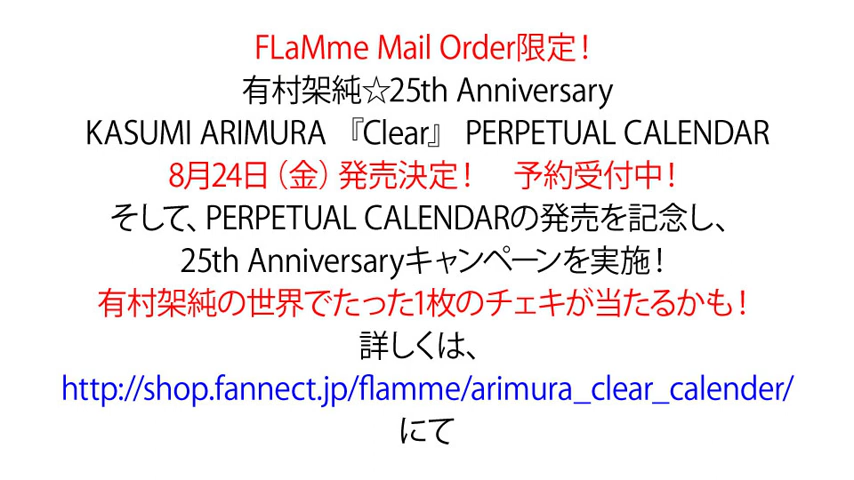 FLaMme Mail Order限定！
有村架純☆25th Anniversary
KASUMI ARIMURA 『Clear』 PERPETUAL CALENDAR
8月24日（金）発売決定！　予約受付中！
そして、PERPETUAL CALENDARの発売を記念し、
25th Anniversaryキャンペーンを実施！
有村架純の世界でたった1枚のチェキが当たるかも！
詳しくは、
http://shop.fannect.jp/flamme/arimura_clear_calender/
にて